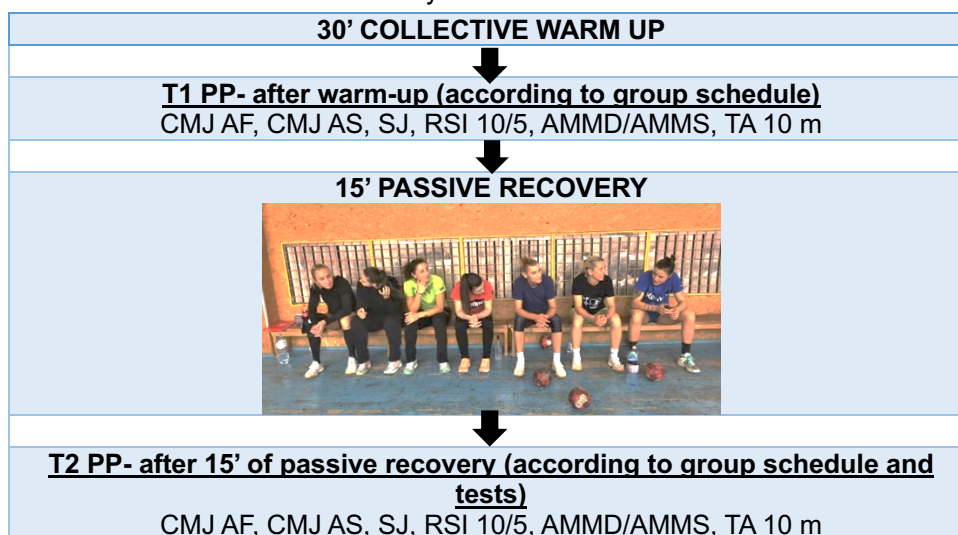 30’ COLLECTIVE WARM UP
T1 PP- after warm-up (according to group schedule)
CMJ AF, CMJ AS, SJ, RSI 10/5, AMMD/AMMS, TA 10 m
15’ PASSIVE RECOVERY
T2 PP- after 15’ of passive recovery (according to group schedule and
tests)
CMJ AF, CMJ AS, SJ, RSI 10/5, AMMD/AMMS, TA 10 m